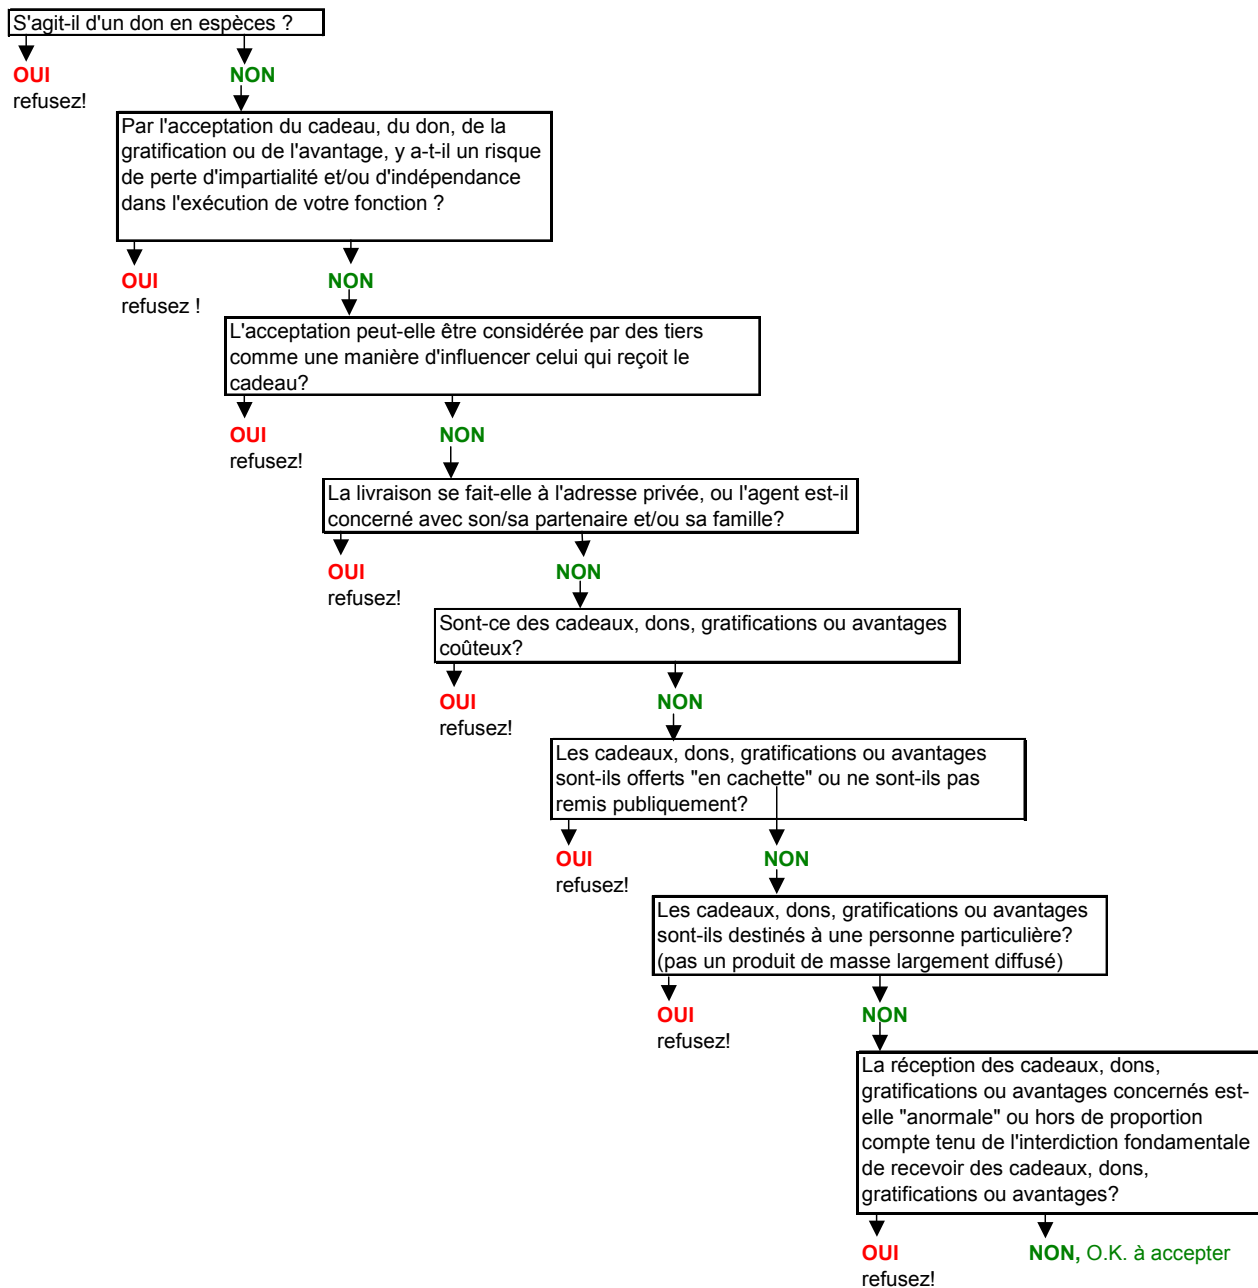 S'agit-il d'un don en espèces ?
OUI
NON
refusez!
Par l'acceptation du cadeau, du don, de la
gratification ou de l'avantage, y a-t-il un risque
de perte d'impartialité et/ou d'indépendance
dans l'exécution de votre fonction ?
OUI
NON
refusez !
L'acceptation peut-elle être considérée par des tiers
comme une manière d'influencer celui qui reçoit le
cadeau?
OUI
NON
refusez!
La livraison se fait-elle à l'adresse privée, ou l'agent est-il
concerné avec son/sa partenaire et/ou sa famille?
OUI
NON
refusez!
Sont-ce des cadeaux, dons, gratifications ou avantages
coûteux?
OUI
NON
refusez!
Les cadeaux, dons, gratifications ou avantages
sont-ils offerts "en cachette" ou ne sont-ils pas
remis publiquement?
OUI
NON
refusez!
Les cadeaux, dons, gratifications ou avantages
sont-ils destinés à une personne particulière?
(pas un produit de masse largement diffusé)
OUI
NON
refusez!
La réception des cadeaux, dons,
gratifications ou avantages concernés est-
elle "anormale" ou hors de proportion
compte tenu de l'interdiction fondamentale
de recevoir des cadeaux, dons,
gratifications ou avantages?
OUI
NON, O.K. à accepter
refusez!